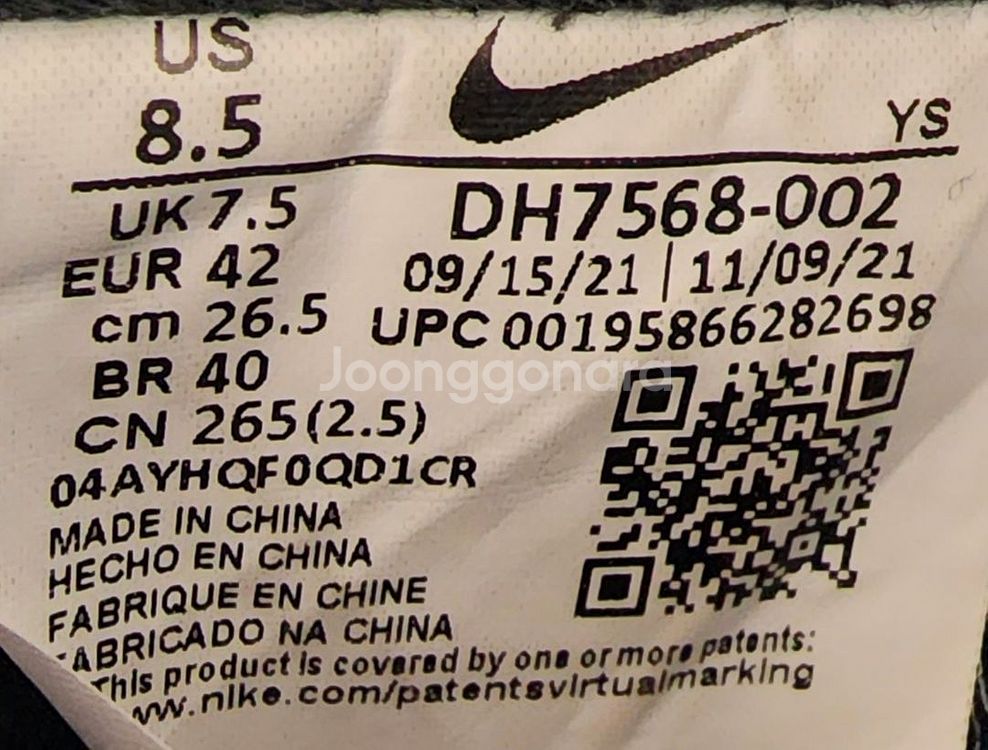 US
8.5
YS
UK 7.5
DH7568-002
EUR 42
09/15/21 | 11/09/21
cm 26.5
UPC 00195866282698
BR 40
Joonggonara
CN 265(2.5)
04AYHQF0QD1CR
MADE IN CHINA
HECHO EN CHINA
FABRIQUE EN CHINE
FABRICADO NA CHINA
This product is covered by one or more patents:
www.nike.com/patentsvirtualmarking